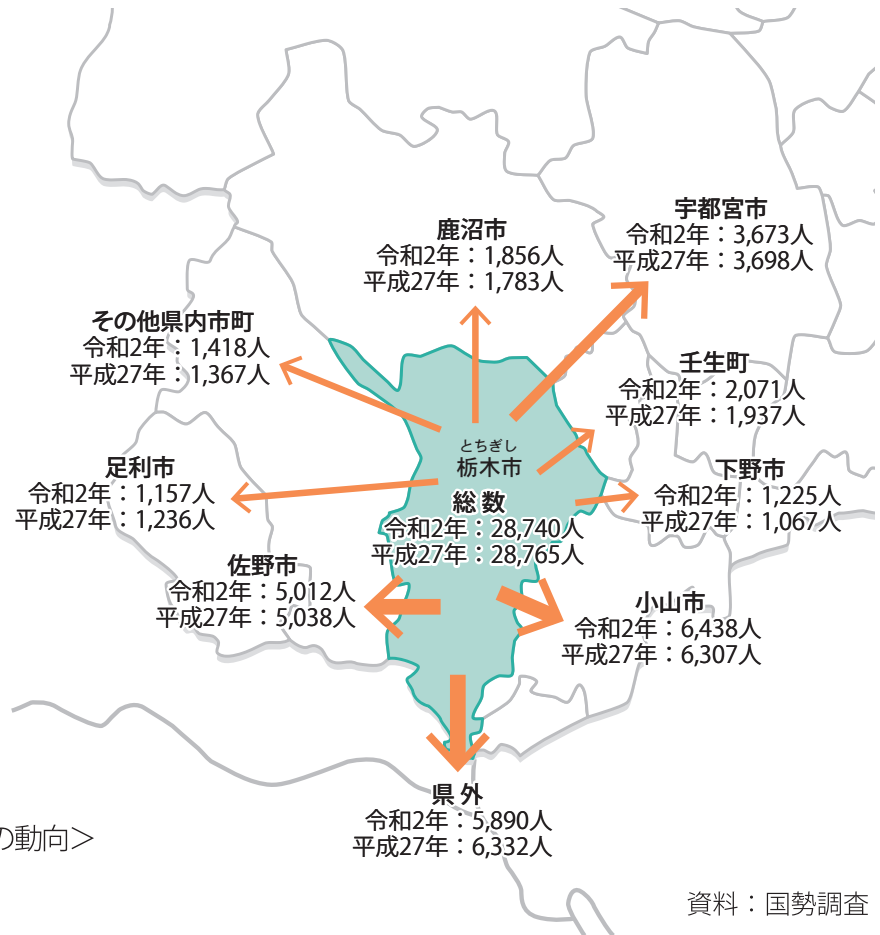 宇都宮市
令和2年：3,673人
平成27年：3,698人
鹿沼市
令和2年：1,856人
平成27年：1,783人
その他県内市町
令和2年：1,418人
平成27年：1,367人
壬生町
令和2年：2,071人
平成27年：1,937人
とちぎし
栃木市
総数
令和2年：28,740人
平成27年：28,765人
足利市
令和2年：1,157人
平成27年：1,236人
下野市
令和2年：1,225人
平成27年：1,067人
佐野市
令和2年：5,012人
平成27年：5,038人
小山市
令和2年：6,438人
平成27年：6,307人
県外
令和2年：5,890人
平成27年：6,332人
の動向＞
資料：国勢調査